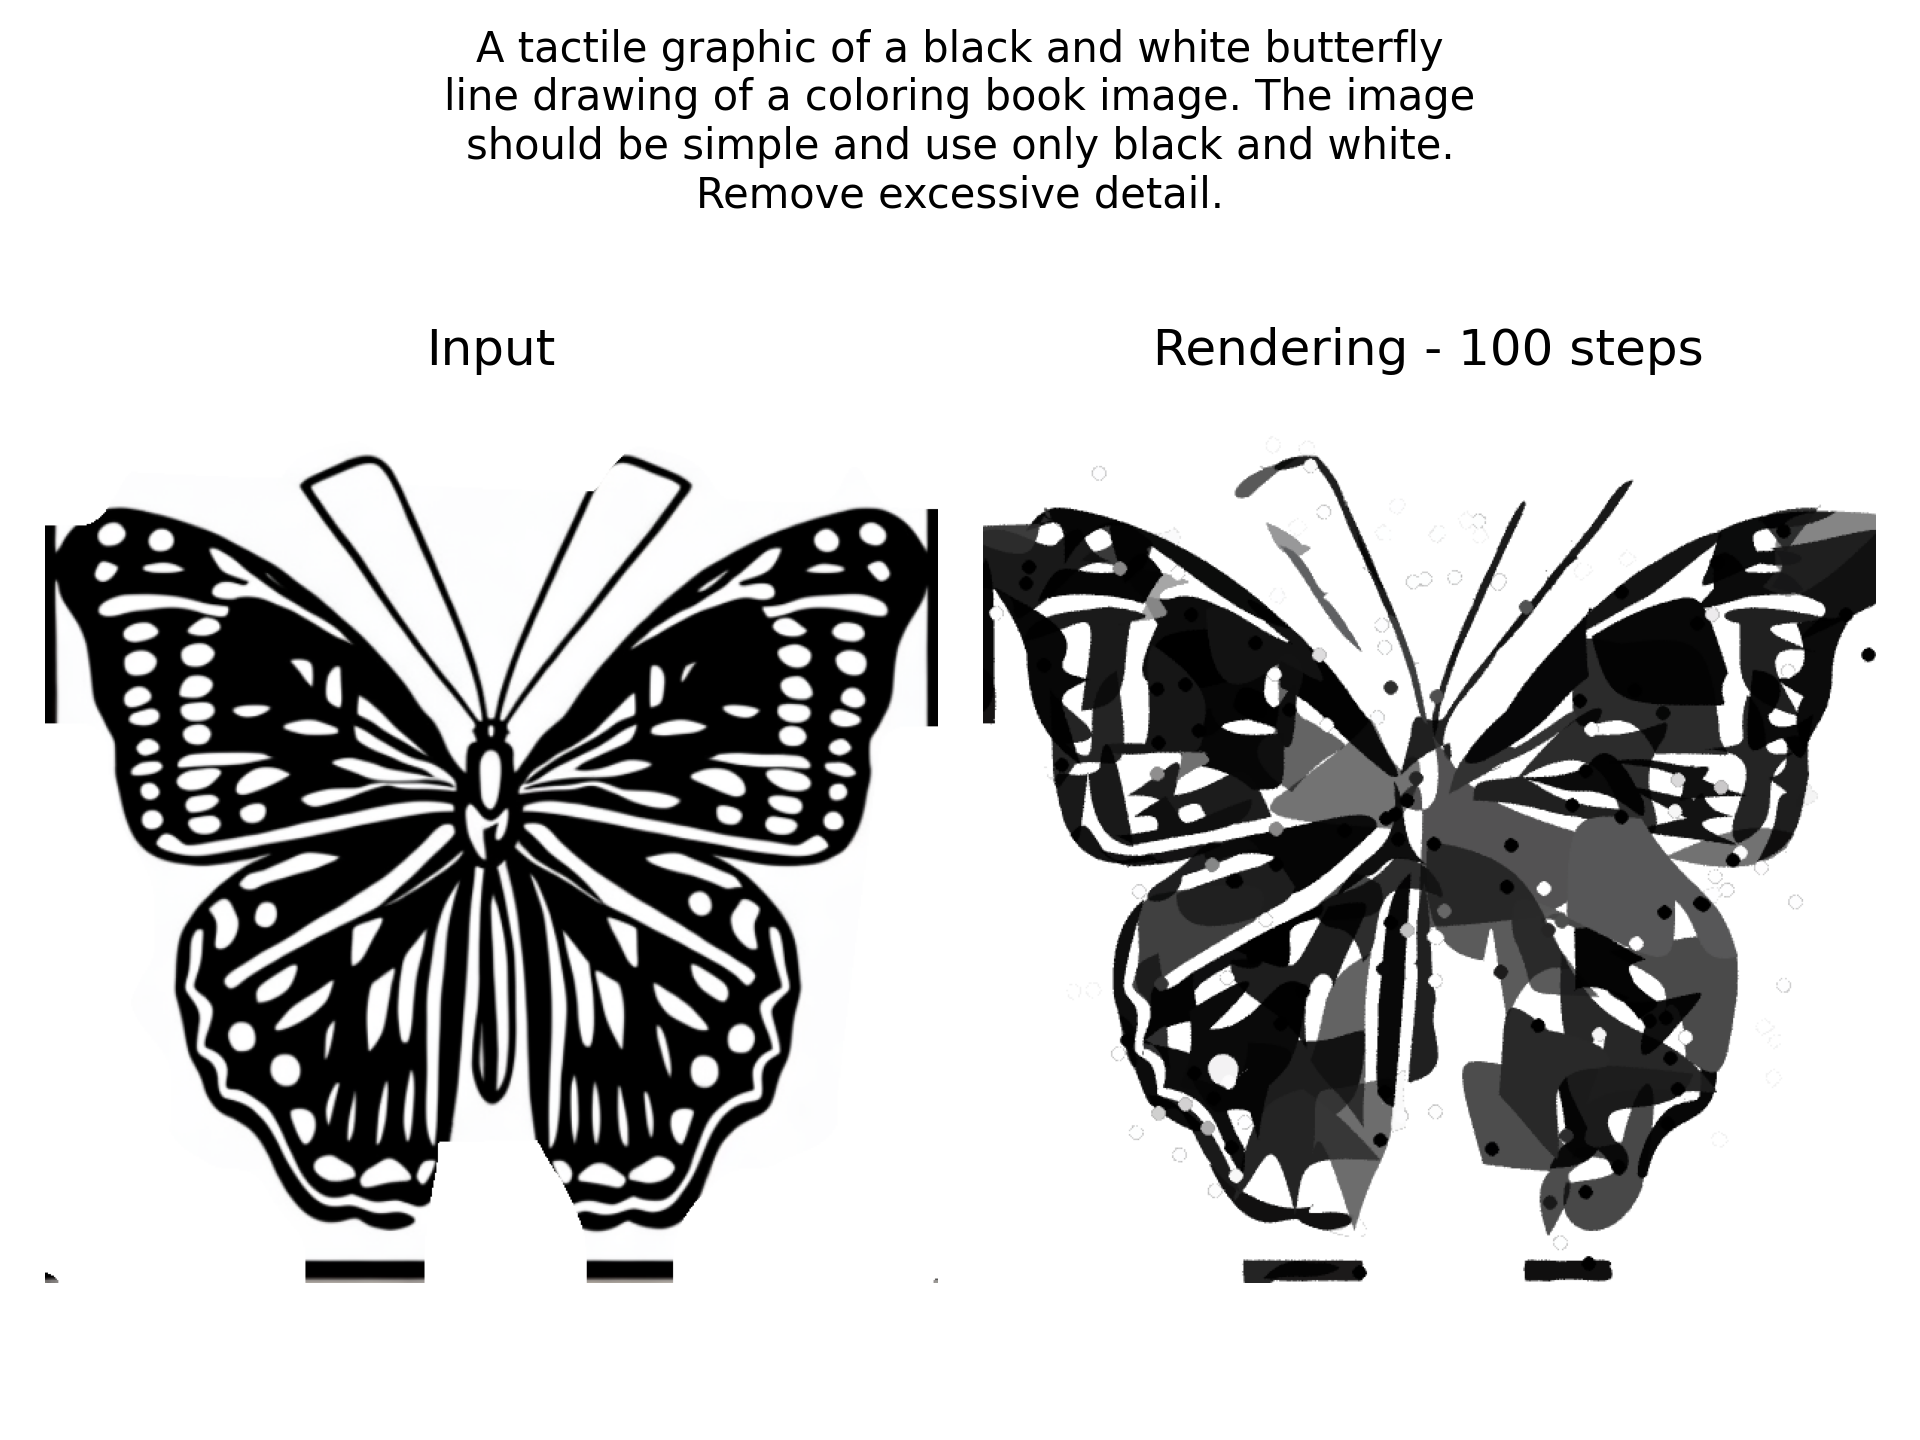 A tactile graphic of a black and white butterfly
line drawing of a coloring book image. The image
should be simple and use only black and white.
Remove excessive detail.
Input
Rendering - 100 steps